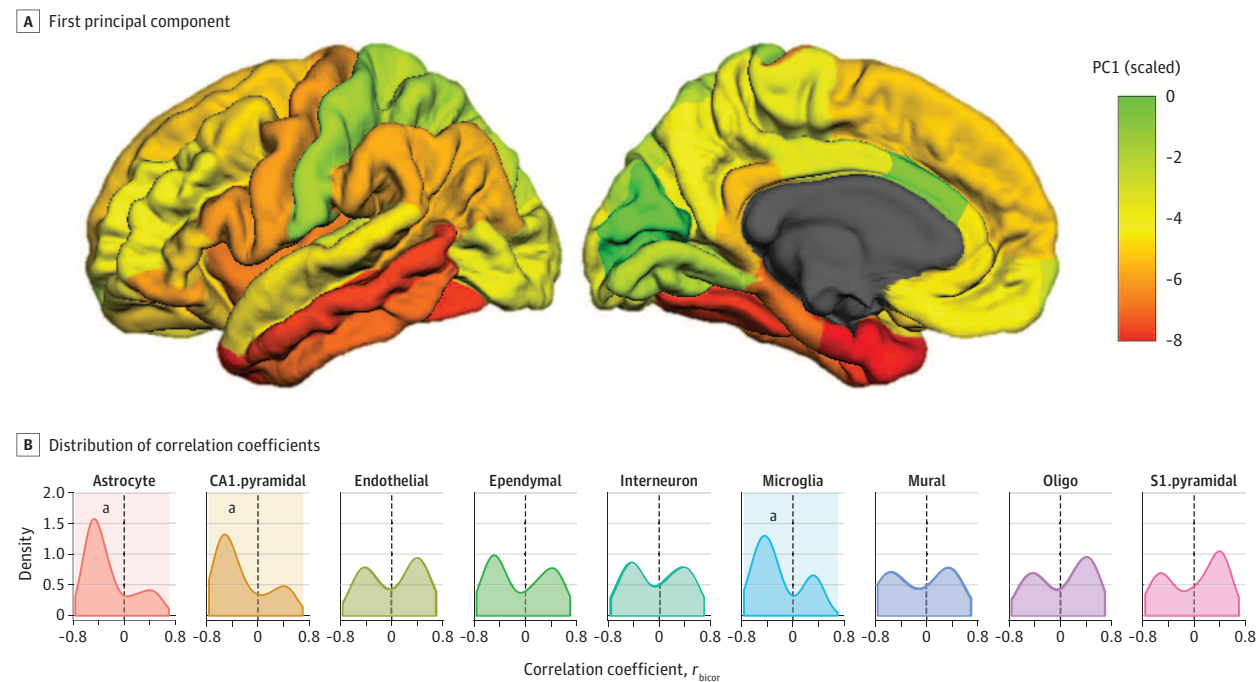 A First principal component
PC1 (scaled)
0
-2
-4
-6
-8
B Distribution of correlation coefficients
Astrocyte CA1.pyramidal Endothelial Ependymal Interneuron Microglia Mural Oligo S1.pyramidal
2.0
1.5
1.0
0.5
0
Density
a a a
-0.8 0 0.8 -0.8 0 0.8 -0.8 0 0.8 -0.8 0 0.8 -0.8 0 0.8 -0.8 0 0.8 -0.8 0 0.8 -0.8 0 0.8 -0.8 0 0.8
Correlation coefficient, rbicor